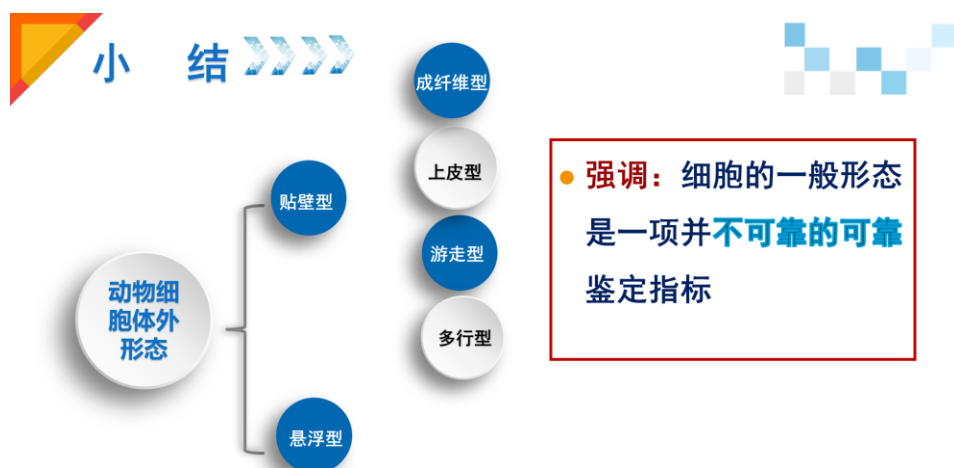 小 结
成纤维型
上皮型
贴壁型
游走型
多行型
动物细
胞体外
形态
悬浮型
强调：细胞的一般形态
是一项并不可靠的可靠
鉴定指标